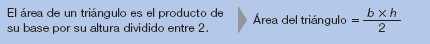 El área de un triángulo es el producto de
su base por su altura dividido entre 2.
Área del triángulo = b × h / 2